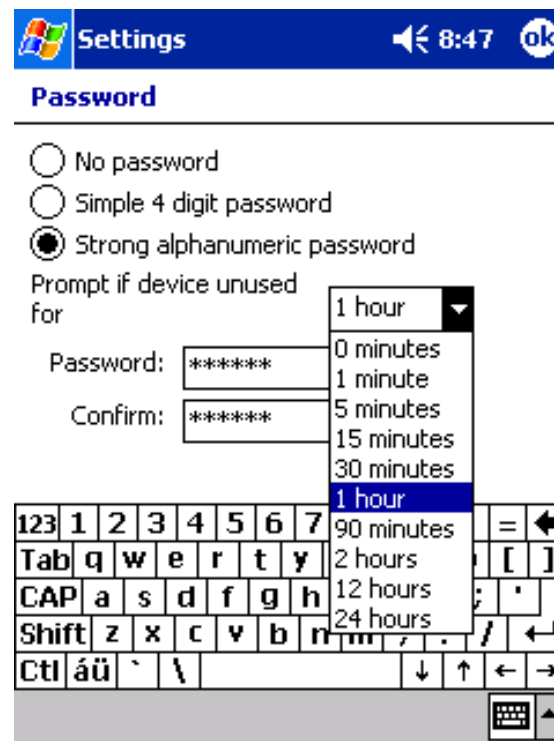 Settings 8:47 ok
Password
No password
Simple 4 digit password
Strong alphanumeric password
Prompt if device unused
for
1 hour
Password: ******
Confirm: ******
0 minutes
1 minute
5 minutes
15 minutes
30 minutes
1 hour
90 minutes
2 hours
12 hours
24 hours
123 1 2 3 4 5 6 7 =
Tab q w e r t y [ ]
CAP a s d f g h ; '
Shift z x c v b n m , . /
Ctl áü ` \ ↓ ↑ ← →